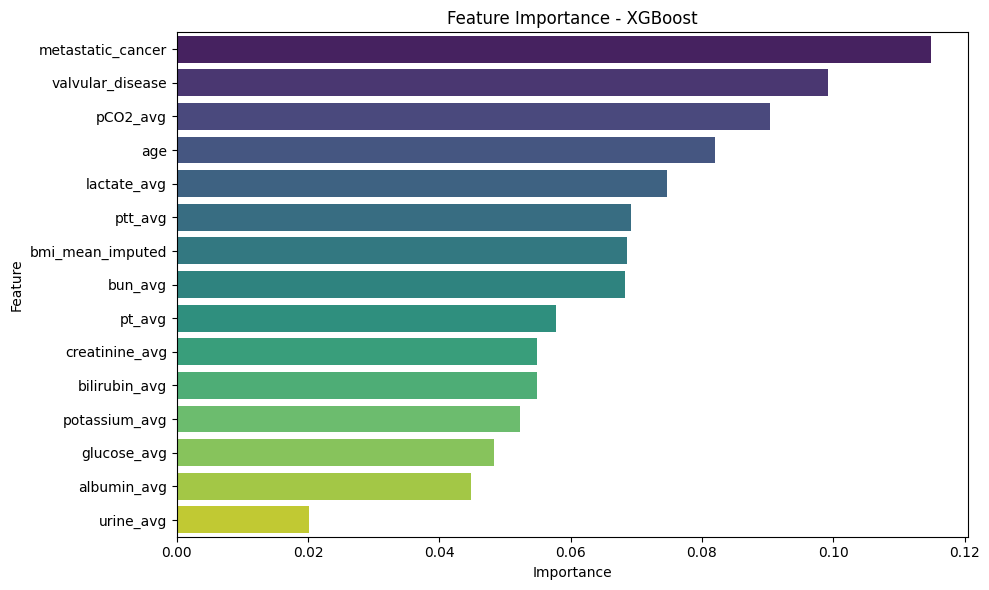 Feature Importance - XGBoost
Feature
metastatic_cancer
valvular_disease
pCO2_avg
age
lactate_avg
ptt_avg
bmi_mean_imputed
bun_avg
pt_avg
creatinine_avg
bilirubin_avg
potassium_avg
glucose_avg
albumin_avg
urine_avg
0.00 0.02 0.04 0.06 0.08 0.10 0.12
Importance